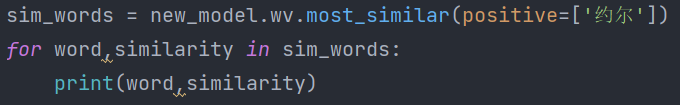 sim_words = new_model.wv.most_similar(positive=['约尔'])
for word,similarity in sim_words:
    print(word,similarity)